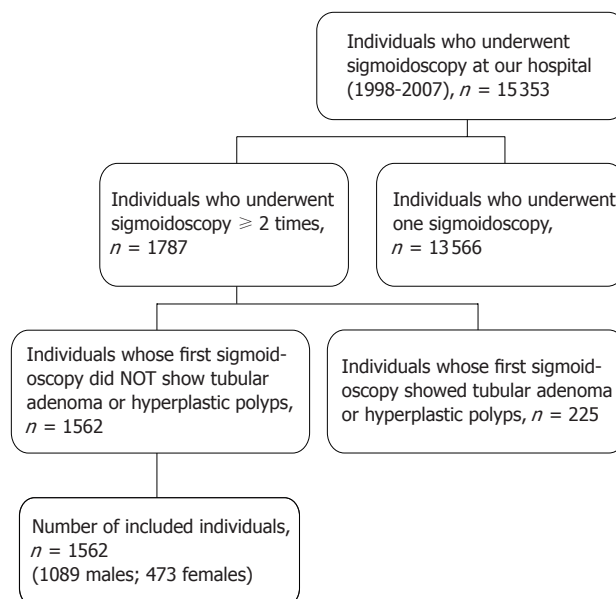 Individuals who underwent
sigmoidoscopy at our hospital
(1998-2007), n = 15353
Individuals who underwent
sigmoidoscopy ⩾ 2 times,
n = 1787
Individuals who underwent
one sigmoidoscopy,
n = 13566
Individuals whose first sigmoid-
oscopy did NOT show tubular
adenoma or hyperplastic polyps,
n = 1562
Individuals whose first sigmoid-
oscopy showed tubular adenoma
or hyperplastic polyps, n = 225
Number of included individuals,
n = 1562
(1089 males; 473 females)